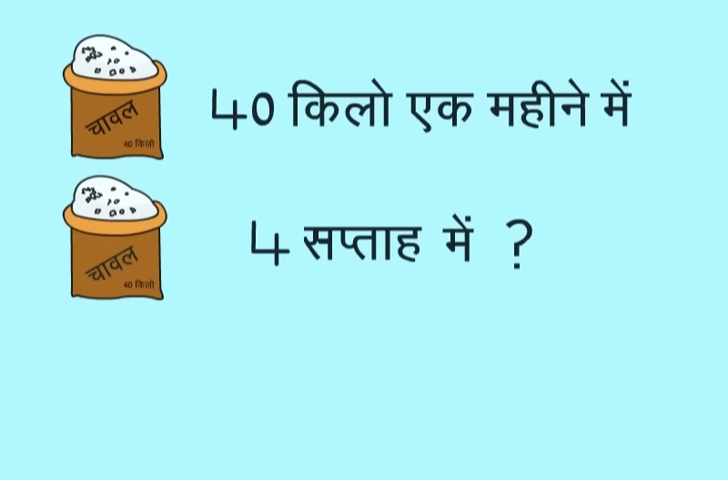 चावल
40 किलो
40 किलो एक महीने में
चावल
40 किलो
4 सप्ताह में ?